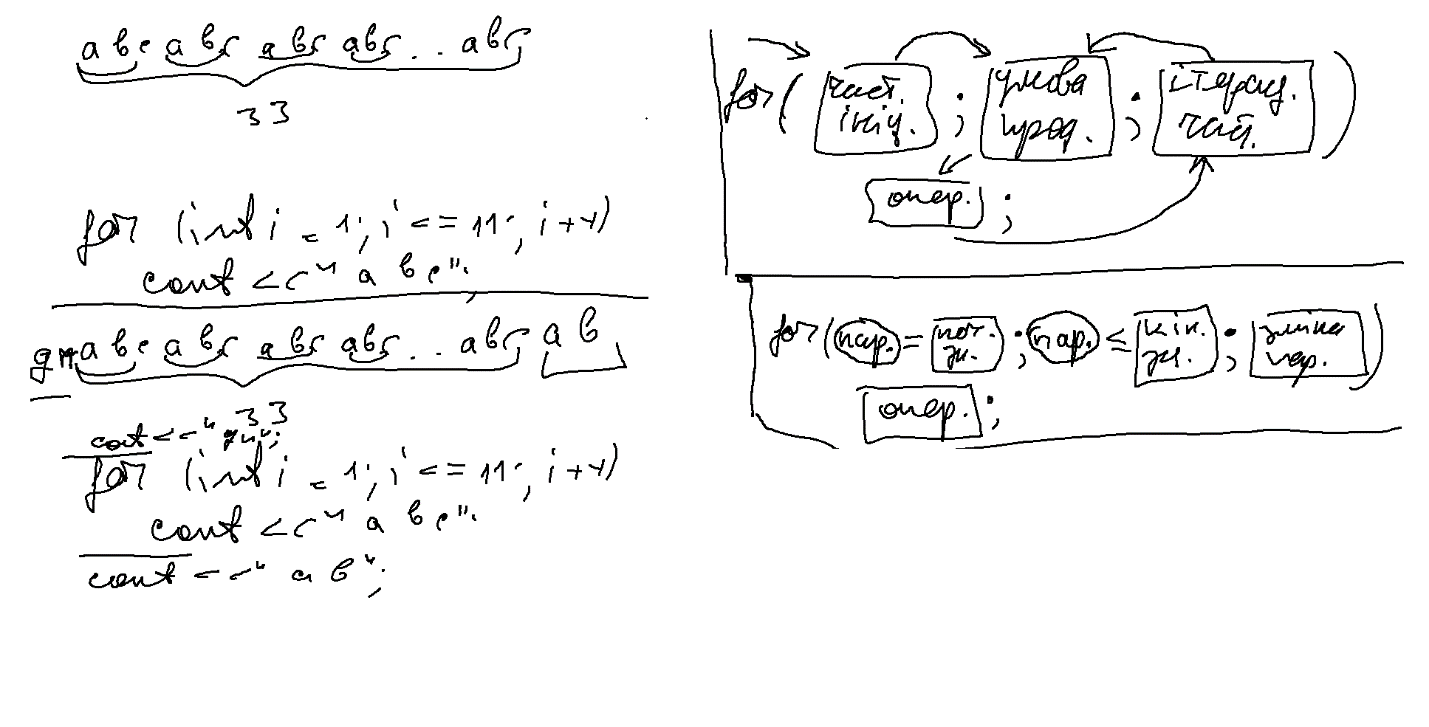 abc abc abc abc .. abc
33
for (int i = 1; i <= 11; i++)
cout << "abc";
abc abc abc abc .. abc ab
33
cout <<
for (int i = 1; i <= 11; i++)
cout << "abc";
cout << "ab";
for ( част. ініц. ; умова прод. ; ітерац. част. )
опер. ;
for ( пар. = поч. зн. ; пар. ≤ кін. зн. ; зміна пар. )
опер. ;